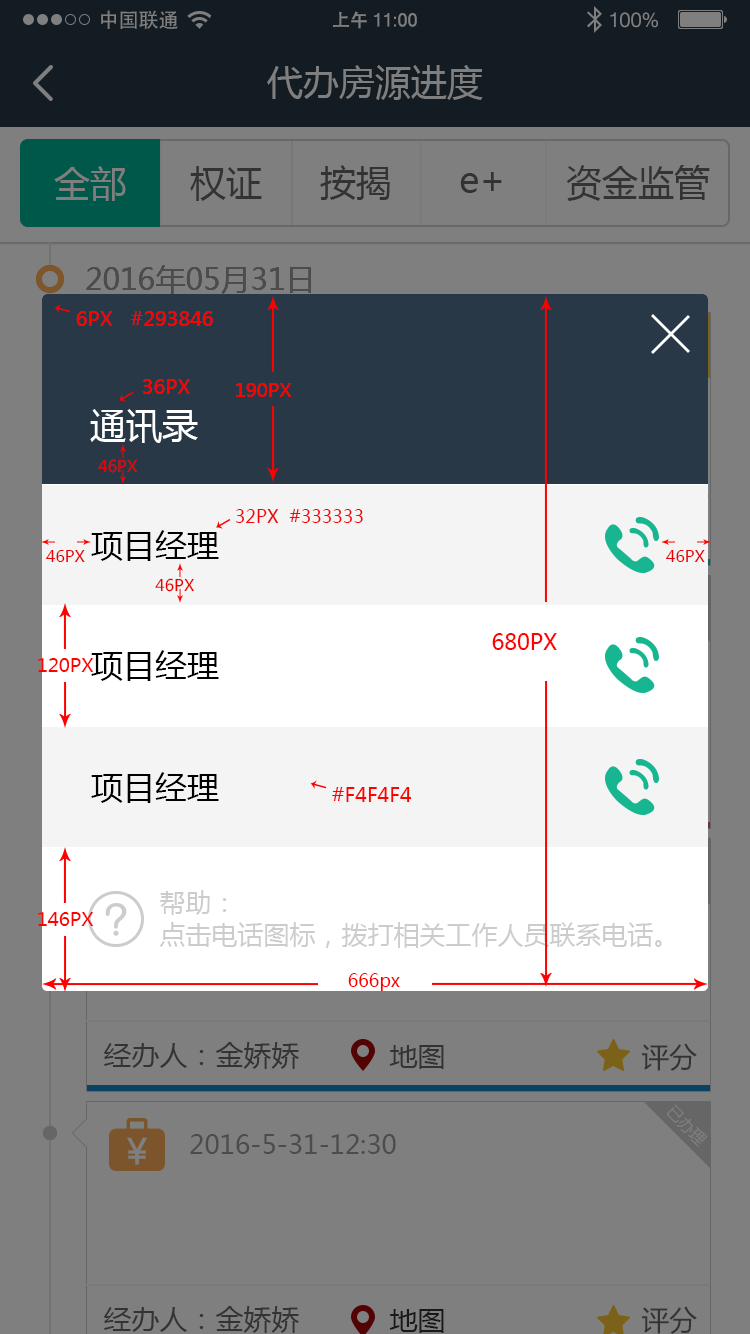 中国联通 上午 11:00 100%
代办房源进度
全部 权证 按揭 e+ 资金监管
2016年05月31日
6PX #293846
36PX 190PX
通讯录
46PX
32PX #333333
项目经理
46PX 46PX
46PX
680PX
120PX 项目经理
项目经理
#F4F4F4
帮助：
146PX
点击电话图标，拨打相关工作人员联系电话。
666px
经办人：金娇娇 地图 评分
已办理
2016-5-31-12:30
经办人：金娇娇 地图 评分